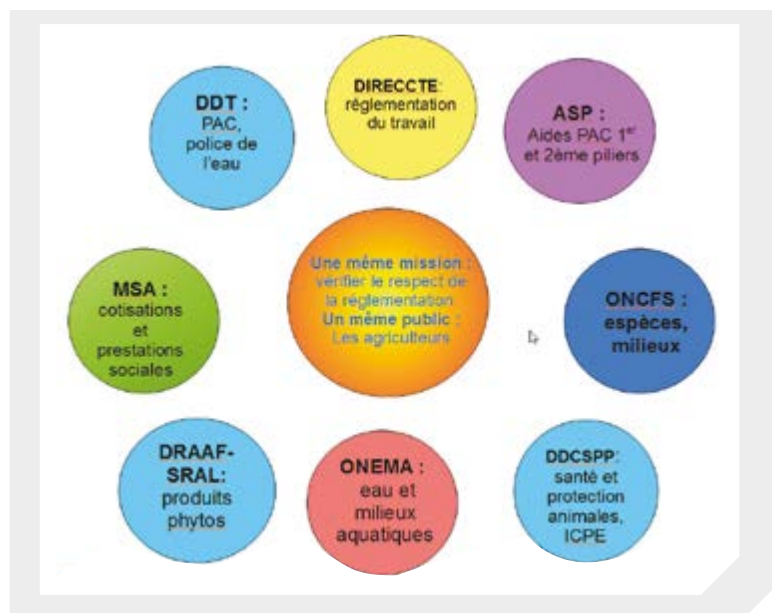 DDT :
PAC,
police de
l'eau
DIRECCTE:
réglementation
du travail
ASP :
Aides PAC 1er
et 2ème piliers
MSA :
cotisations
et
prestations
sociales
Une même mission :
vérifier le respect de
la réglementation
Un même public :
Les agriculteurs
ONCFS :
espèces,
milieux
DRAAF-
SRAL:
produits
phytos
ONEMA :
eau et
milieux
aquatiques
DDCSPP:
santé et
protection
animales,
ICPE